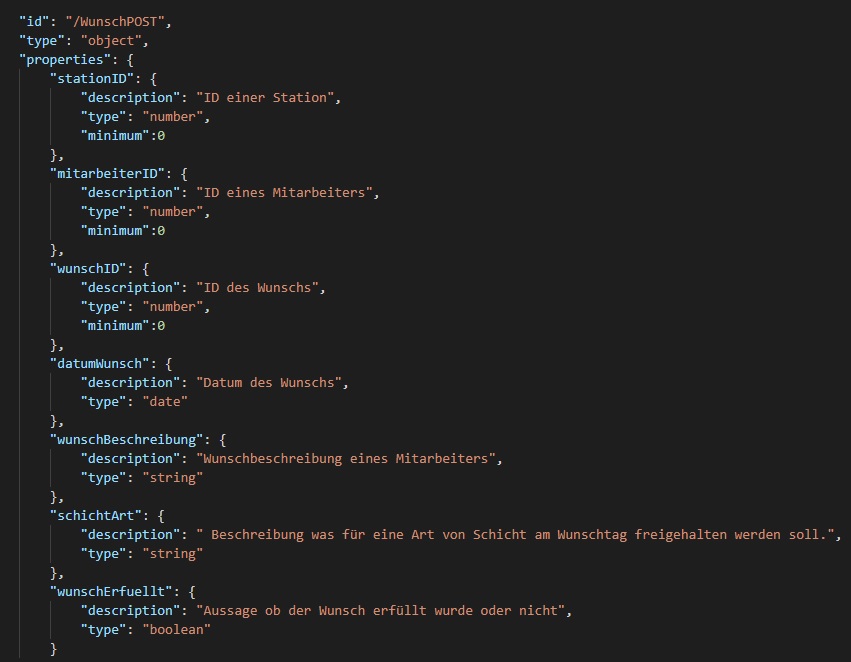 "id": "/WunschPOST",
"type": "object",
"properties": {
"stationID": {
"description": "ID einer Station",
"type": "number",
"minimum":0
},
"mitarbeiterID": {
"description": "ID eines Mitarbeiters",
"type": "number",
"minimum":0
},
"wunschID": {
"description": "ID des Wunschs",
"type": "number",
"minimum":0
},
"datumWunsch": {
"description": "Datum des Wunschs",
"type": "date"
},
"wunschBeschreibung": {
"description": "Wunschbeschreibung eines Mitarbeiters",
"type": "string"
},
"schichtArt": {
"description": " Beschreibung was für eine Art von Schicht am Wunschtag freigehalten werden soll.",
"type": "string"
},
"wunschErfuellt": {
"description": "Aussage ob der Wunsch erfüllt wurde oder nicht",
"type": "boolean"
}